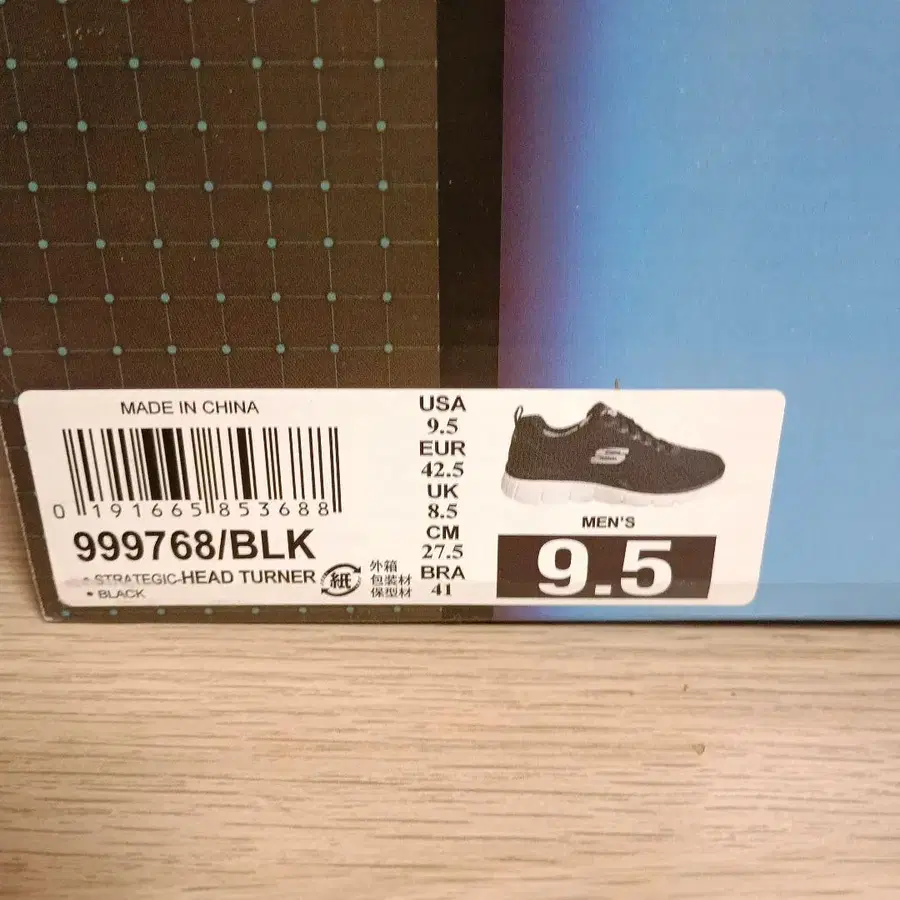 MADE IN CHINA
0 191665 853688
999768/BLK
• STRATEGIC-HEAD TURNER
• BLACK
紙
外箱
包装材
保型材
USA
9.5
EUR
42.5
UK
8.5
CM
27.5
BRA
41
MEN'S
9.5